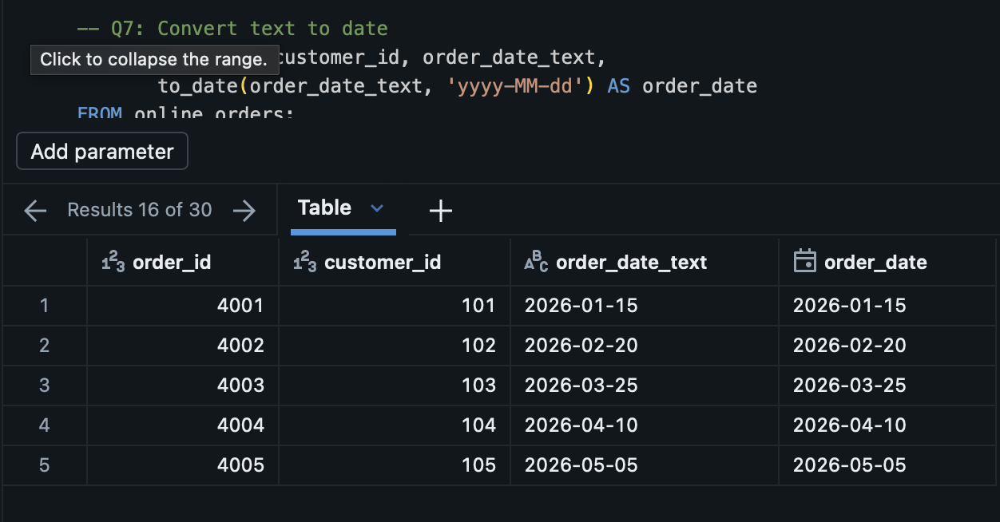 -- Q7: Convert text to date
Click to collapse the range. customer_id, order_date_text,
to_date(order_date_text, 'yyyy-MM-dd') AS order_date
FROM online_orders;
Add parameter
Results 16 of 30 Table
order_id customer_id order_date_text order_date
1 4001 101 2026-01-15 2026-01-15
2 4002 102 2026-02-20 2026-02-20
3 4003 103 2026-03-25 2026-03-25
4 4004 104 2026-04-10 2026-04-10
5 4005 105 2026-05-05 2026-05-05